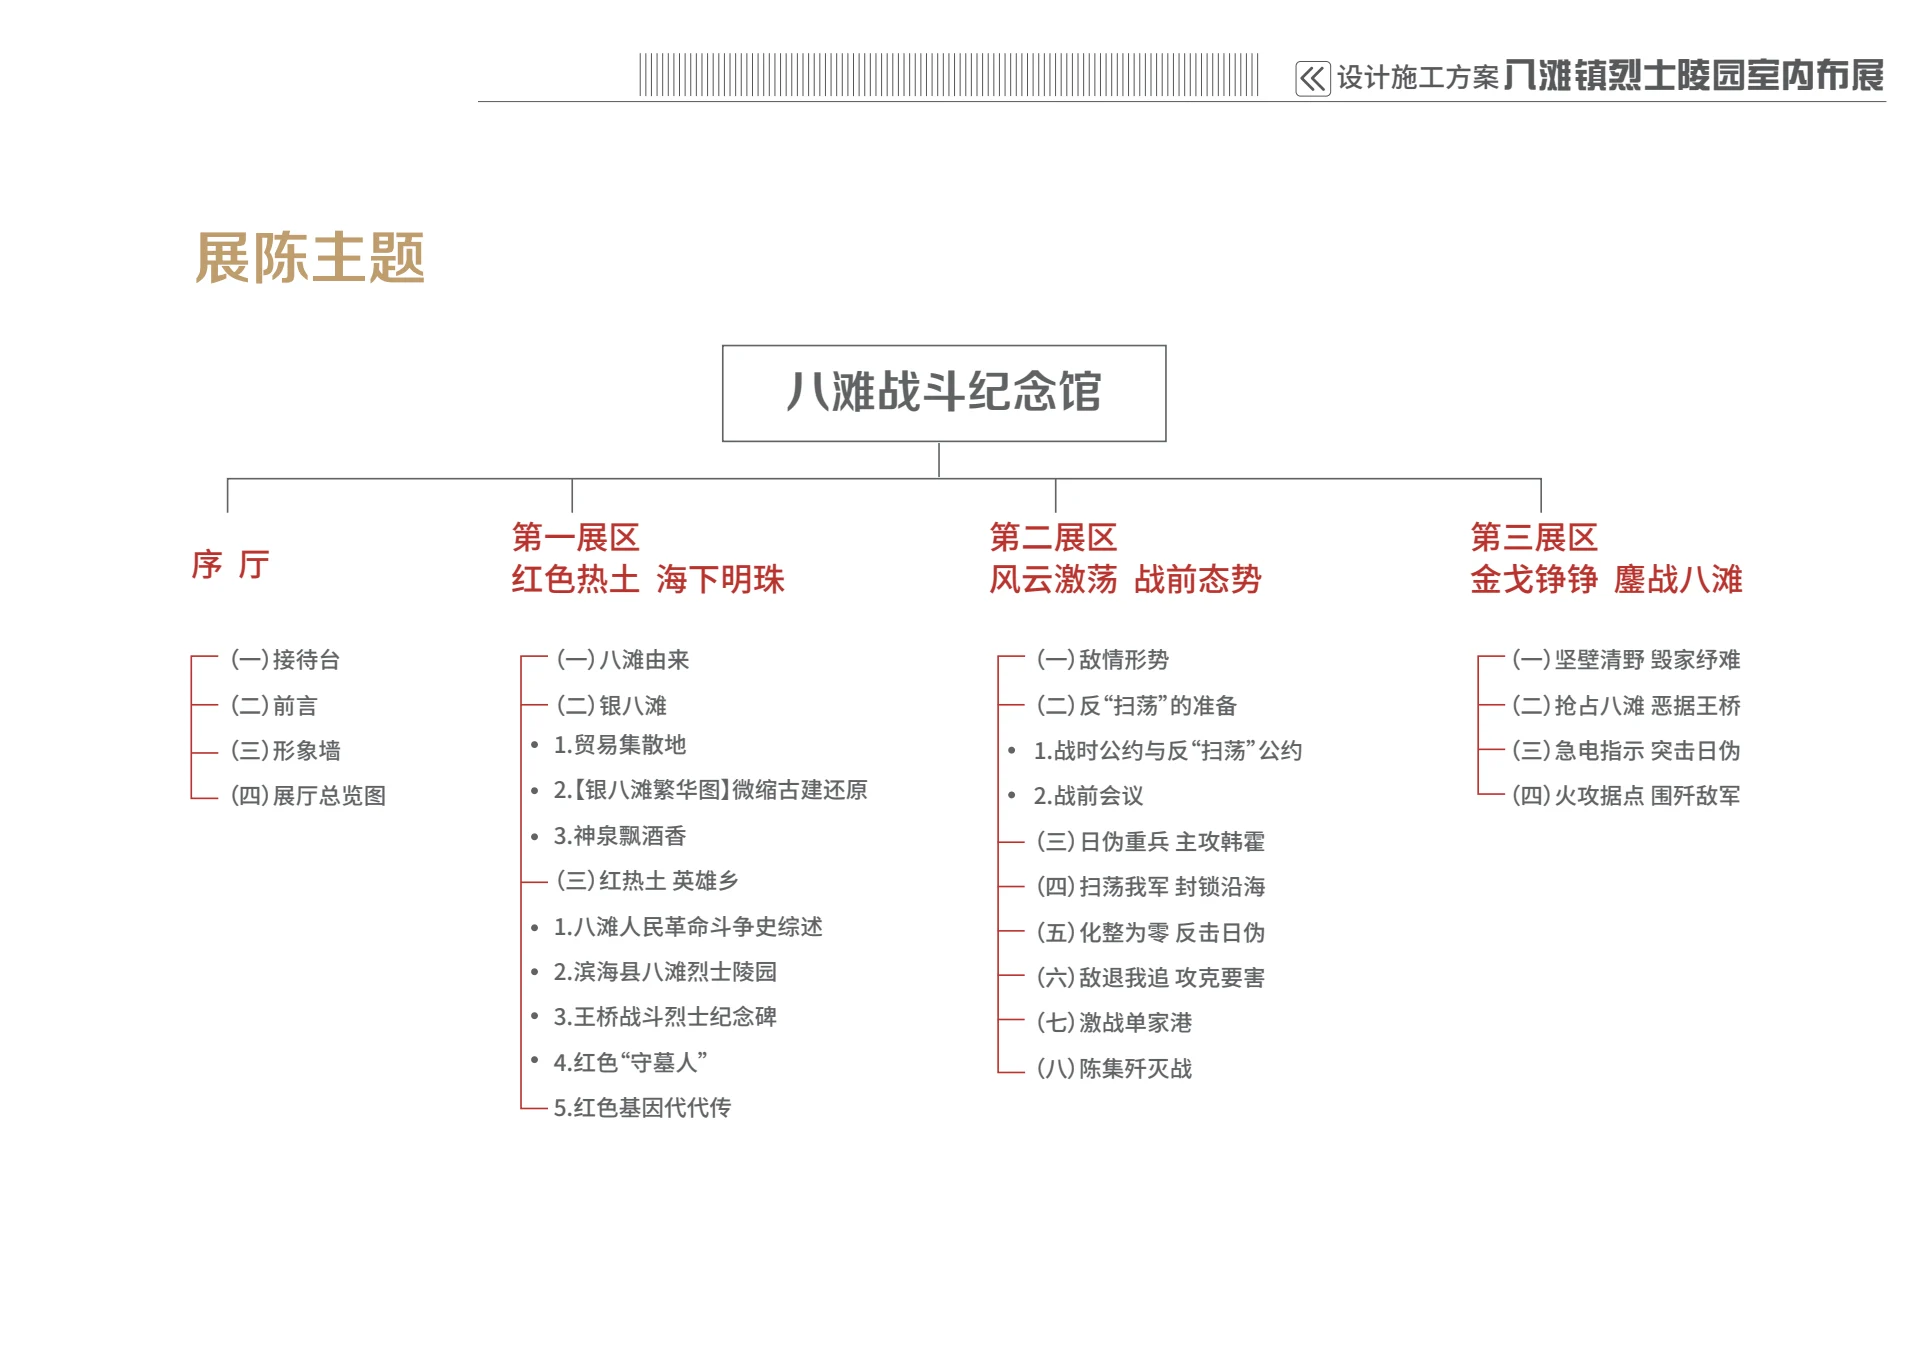 设计施工方案 八滩镇烈士陵园室内布展
展陈主题
八滩战斗纪念馆
序 厅
(一)接待台
(二)前言
(三)形象墙
(四)展厅总览图
第一展区
红色热土 海下明珠
(一)八滩由来
(二)银八滩
• 1.贸易集散地
• 2.【银八滩繁华图】微缩古建还原
• 3.神泉飘酒香
(三)红热土 英雄乡
• 1.八滩人民革命斗争史综述
• 2.滨海县八滩烈士陵园
• 3.王桥战斗烈士纪念碑
• 4.红色“守墓人”
5.红色基因代代传
第二展区
风云激荡 战前态势
(一)敌情形势
(二)反“扫荡”的准备
• 1.战时公约与反“扫荡”公约
• 2.战前会议
(三)日伪重兵 主攻韩霍
(四)扫荡我军 封锁沿海
(五)化整为零 反击日伪
(六)敌退我追 攻克要害
(七)激战单家港
(八)陈集歼灭战
第三展区
金戈铮铮 鏖战八滩
(一)坚壁清野 毁家纾难
(二)抢占八滩 恶据王桥
(三)急电指示 突击日伪
(四)火攻据点 围歼敌军